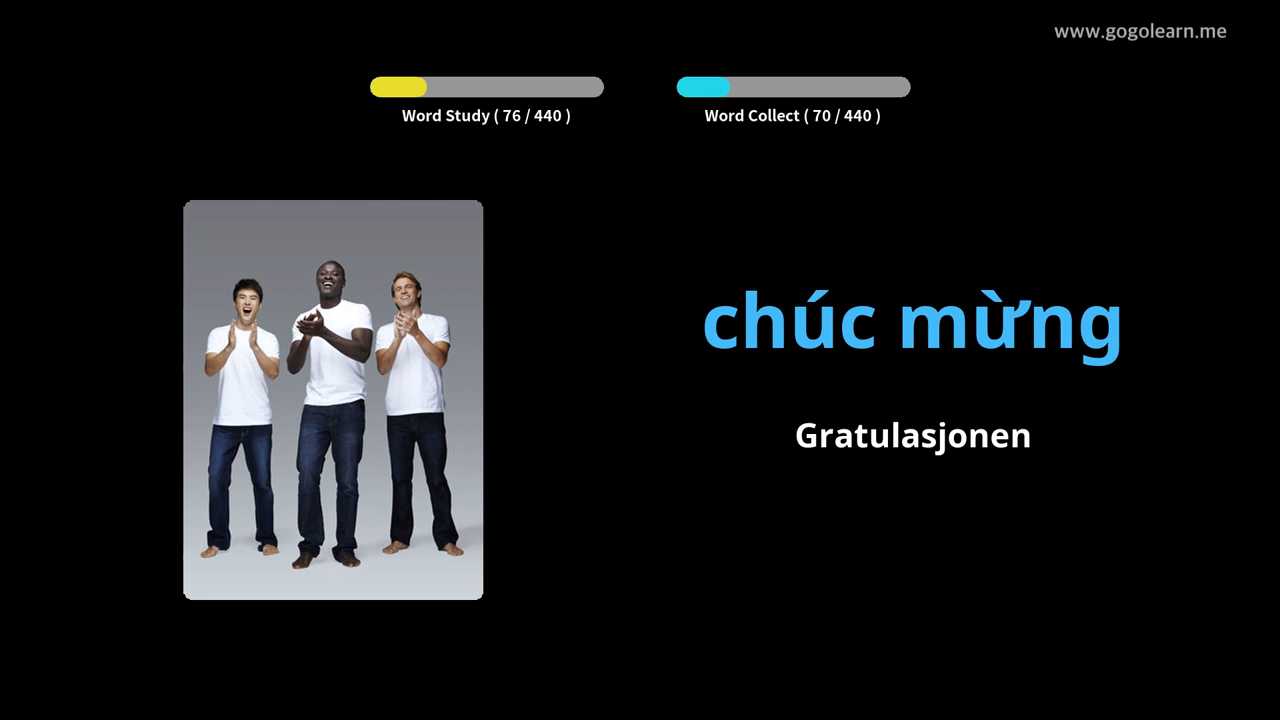 www.gogolearn.me
Word Study ( 76 / 440 )
Word Collect ( 70 / 440 )
chúc mừng
Gratulasjonen